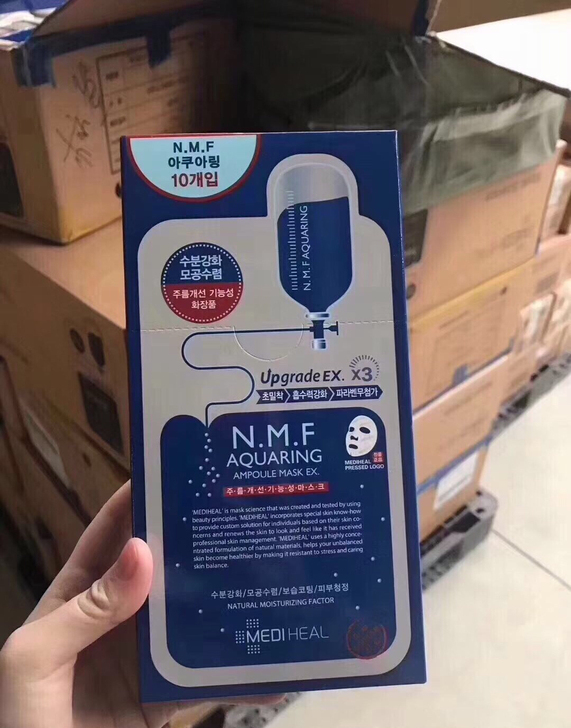 N.M.F
아쿠아링
10개입
N.M.F AQUARING
수분강화
모공수렴
주름개선 기능성
화장품
Upgrade EX. X3
초밀착 흡수력강화 파라벤무첨가
N.M.F
AQUARING
AMPOULE MASK EX.
MEDIHEAL
PRESSED LOGO
주·름·개·선·기·능·성·마·스·크
'MEDIHEAL' is mask science that was created and tested by using
beauty principles. 'MEDIHEAL' incorporates special skin know-how
to provide custom solution for individuals based on their skin co-
ncerns and renews the skin to look and feel like it has received
professional skin management. 'MEDIHEAL' uses a highly conce-
ntrated formulation of natural materials, helps your unbalanced
skin become healthier by making it resistant to stress and caring
skin balance.
수분강화/모공수렴/보습코팅/피부청정
NATURAL MOISTURIZING FACTOR
MEDIHEAL